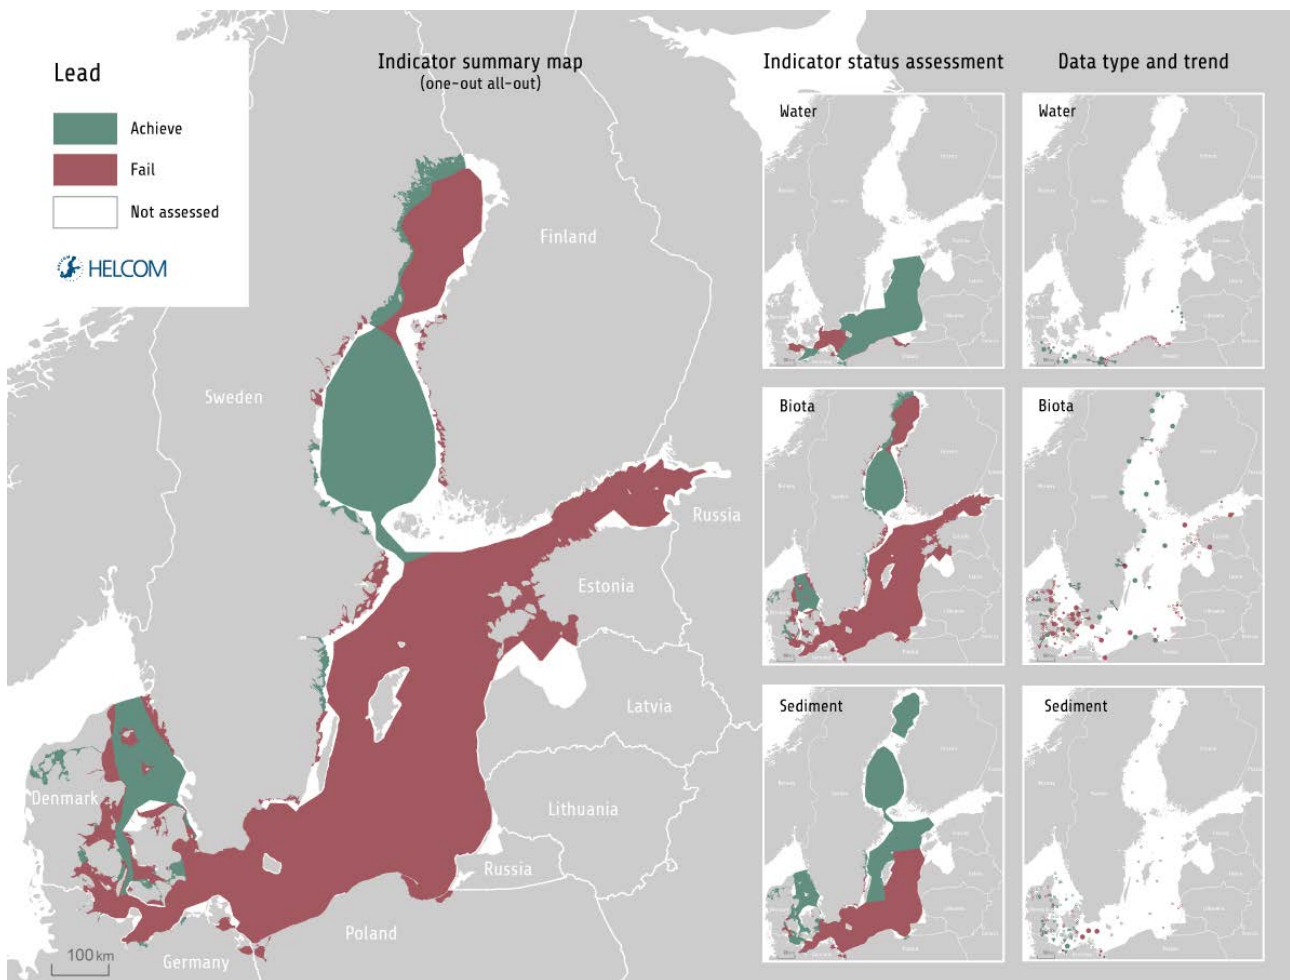 Lead
Achieve
Fail
Not assessed
HELCOM
Indicator summary map
(one-out all-out)
Finland
Sweden
Russia
Estonia
Latvia
Lithuania
Russia
Denmark
Poland
Germany
100 km
Indicator status assessment
Water
Biota
Sediment
Data type and trend
Water
Biota
Sediment